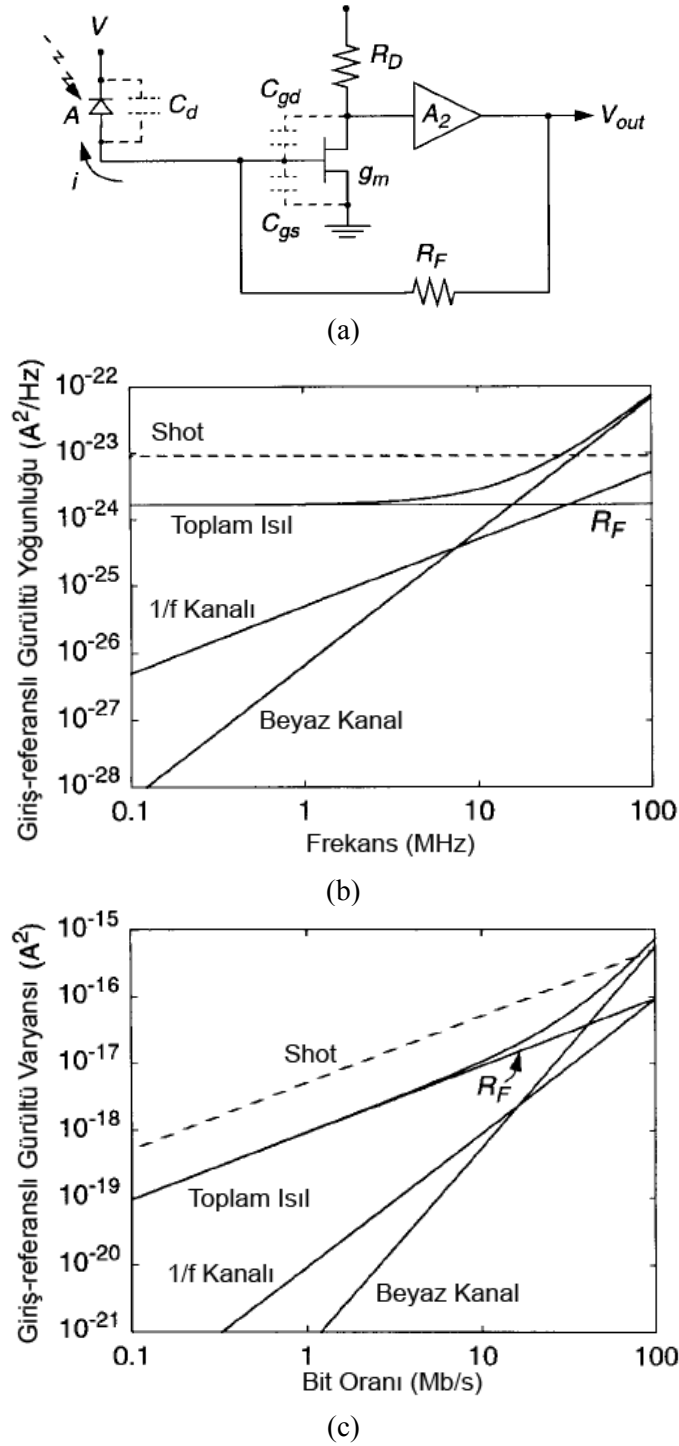 V
R_D
A
C_d
C_gd
A_2
V_out
i
g_m
C_gs
R_F
(a)
Giriş-referanslı Gürültü Yoğunluğu (A²/Hz)
10⁻²²
Shot
10⁻²³
10⁻²⁴
Toplam Isıl
R_F
10⁻²⁵
1/f Kanalı
10⁻²⁶
10⁻²⁷
Beyaz Kanal
10⁻²⁸
0.1 1 10 100
Frekans (MHz)
(b)
Giriş-referanslı Gürültü Varyansı (A²)
10⁻¹⁵
10⁻¹⁶
Shot
10⁻¹⁷
R_F
10⁻¹⁸
10⁻¹⁹
Toplam Isıl
10⁻²⁰
1/f Kanalı
Beyaz Kanal
10⁻²¹
0.1 1 10 100
Bit Oranı (Mb/s)
(c)